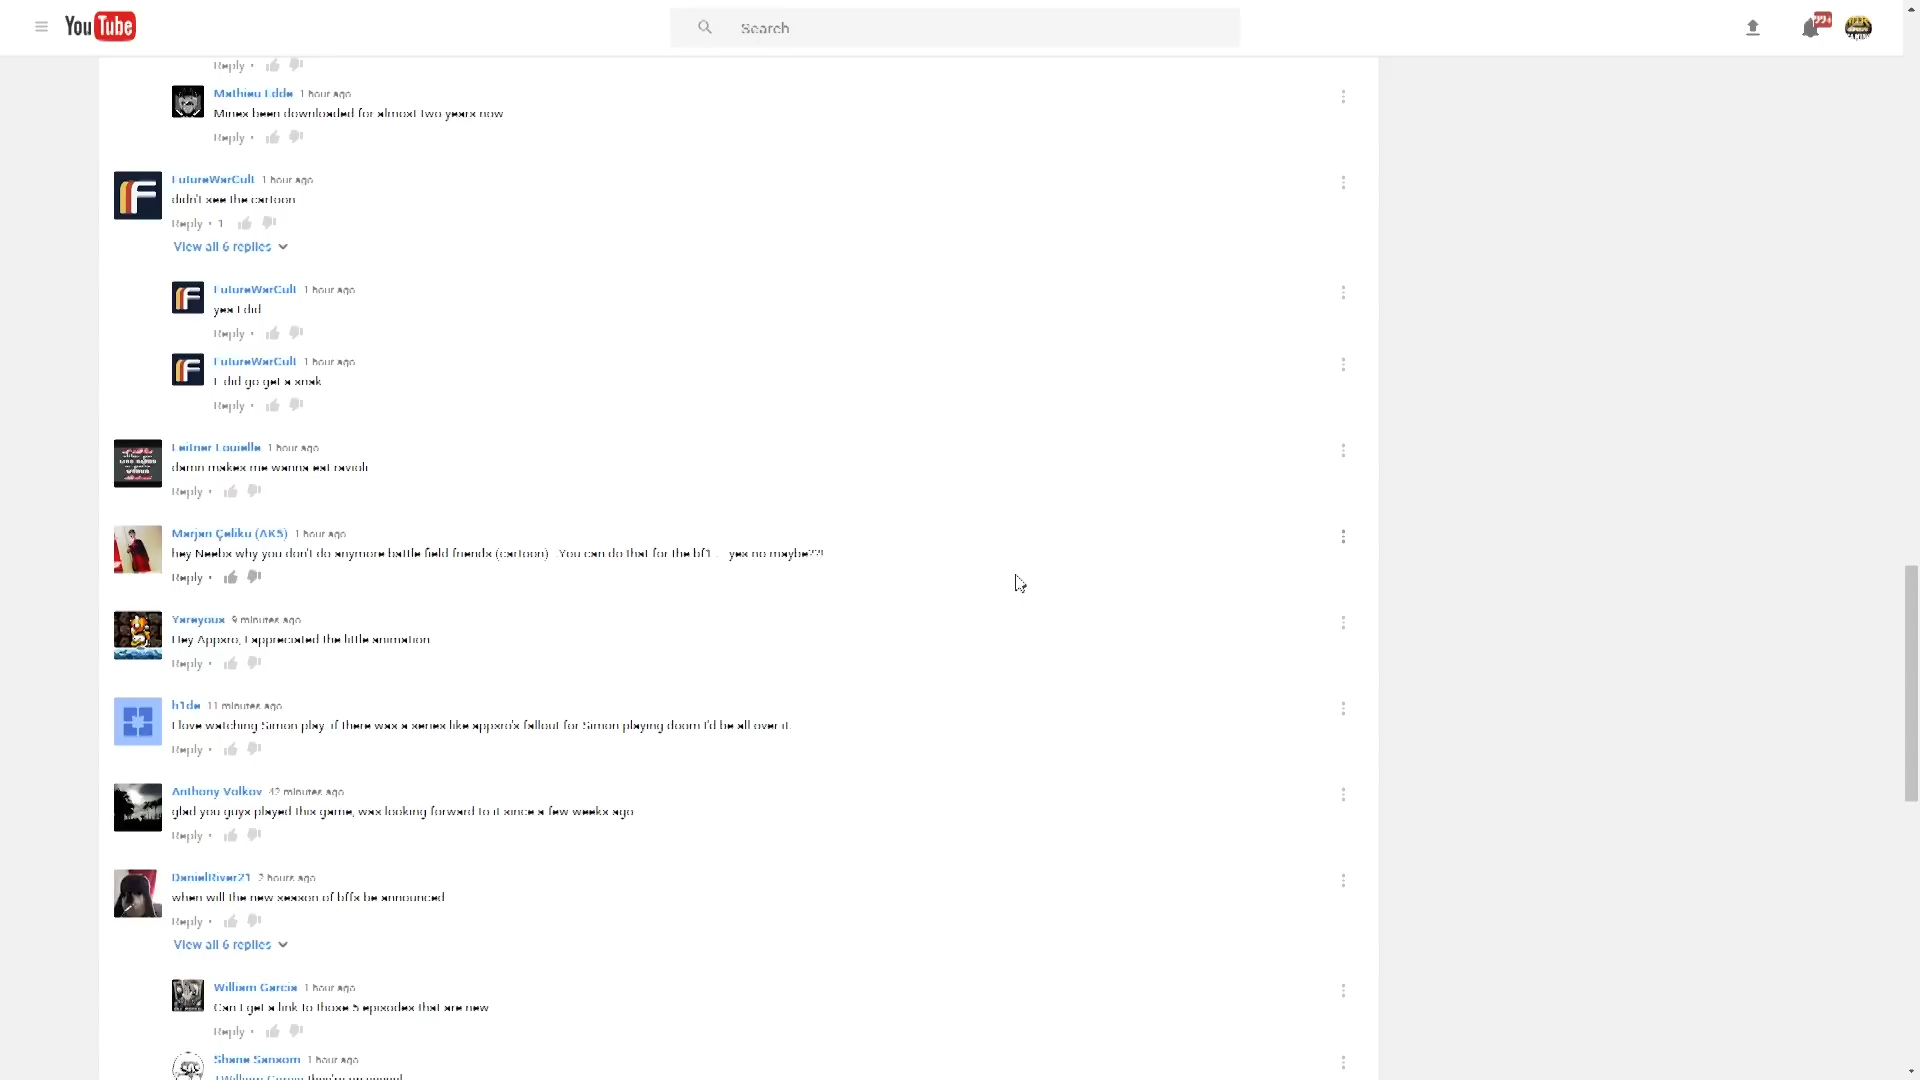 YouTube
Search
99+
Reply •
Mathieu Edde 1 hour ago
Mines been downloaded for almost two years now
Reply •
FutureWarCult 1 hour ago
didn't see the cartoon
Reply • 1
View all 6 replies
FutureWarCult 1 hour ago
yes I did
Reply •
FutureWarCult 1 hour ago
I did go get a snak
Reply •
Leitner Louielle 1 hour ago
damn makes me wanna eat ravioli
Reply •
Marjan Çeliku (AK5) 1 hour ago
hey Neebs why you don't do anymore battle field friends (cartoon) .You can do that for the bf1 .. yes no maybe??!
Reply •
Yareyoux 9 minutes ago
Hey Appsro, I appreciated the little animation.
Reply •
h1de 11 minutes ago
I love watching Simon play. if there was a series like appsro's fallout for Simon playing doom I'd be all over it.
Reply •
Anthony Volkov 42 minutes ago
glad you guys played this game, was looking forward to it since a few weeks ago
Reply •
DanielRiver21 2 hours ago
when will the new season of bffs be announced
Reply •
View all 6 replies
William Garcia 1 hour ago
Can I get a link to those 5 episodes that are new
Reply •
Shane Sansom 1 hour ago